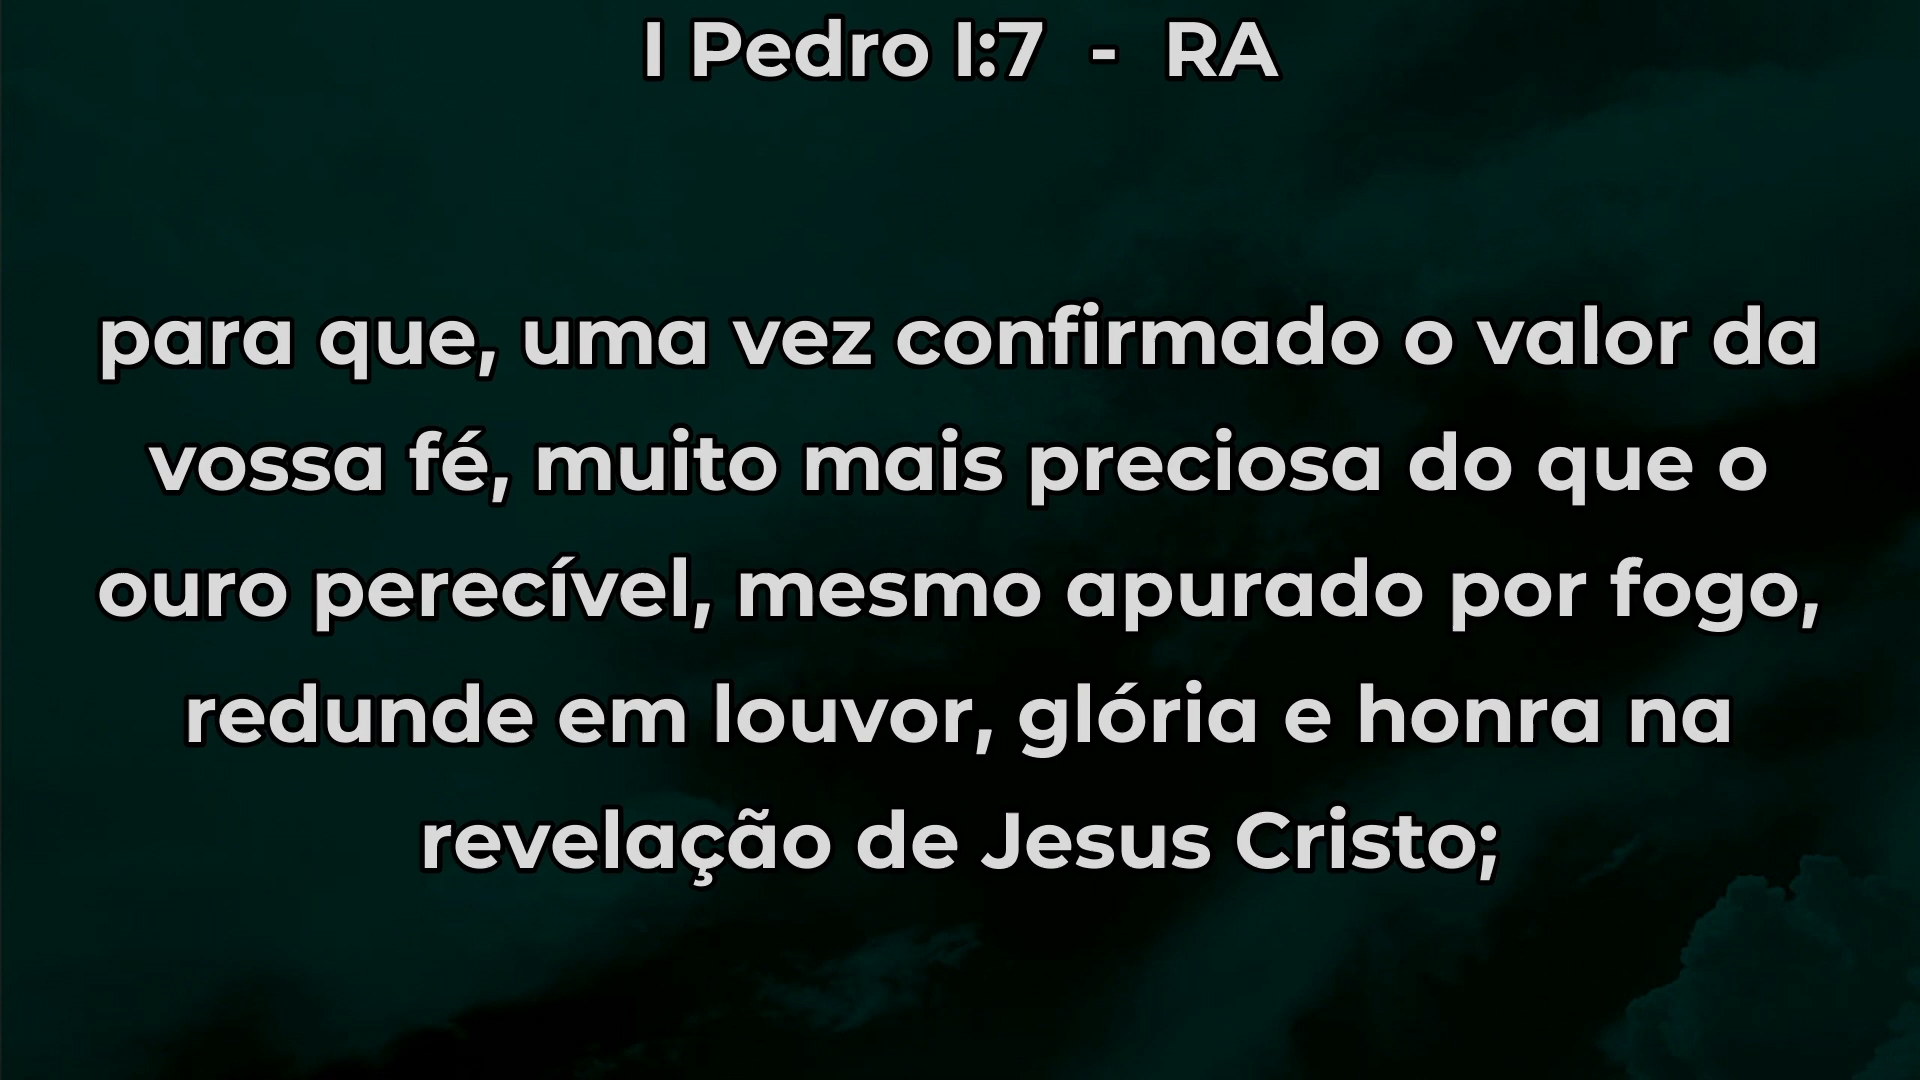 I Pedro I:7 - RA
para que, uma vez confirmado o valor da
vossa fé, muito mais preciosa do que o
ouro perecível, mesmo apurado por fogo,
redunde em louvor, glória e honra na
revelação de Jesus Cristo;